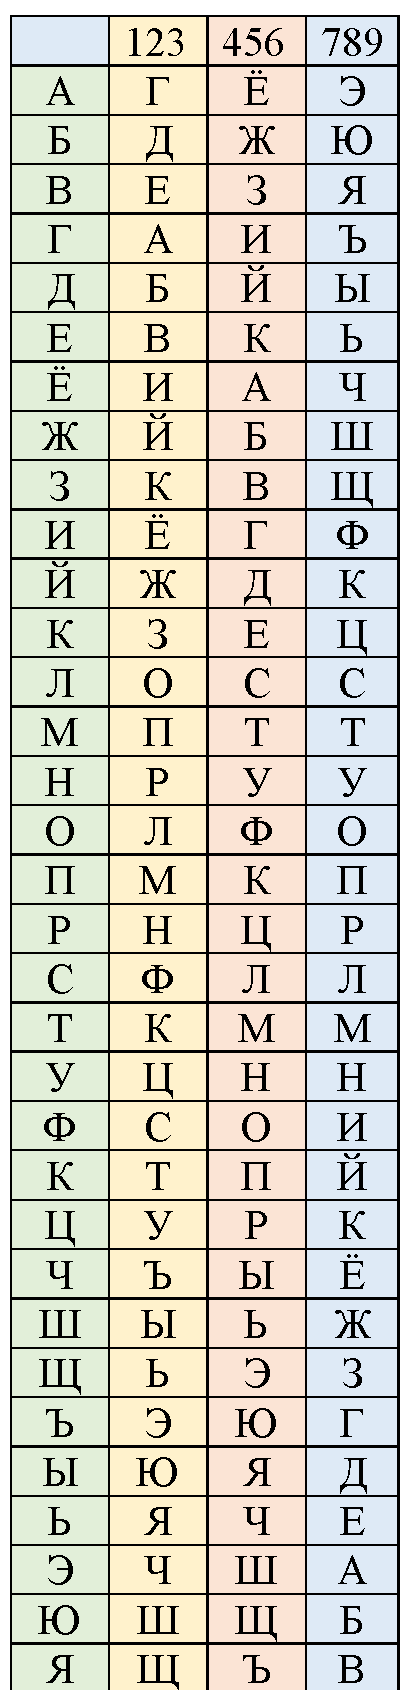 123 456 789
А Г Ё Э
Б Д Ж Ю
В Е З Я
Г А И Ъ
Д Б Й Ы
Е В К Ь
Ё И А Ч
Ж Й Б Ш
З К В Щ
И Ё Г Ф
Й Ж Д К
К З Е Ц
Л О С С
М П Т Т
Н Р У У
О Л Ф О
П М К П
Р Н Ц Р
С Ф Л Л
Т К М М
У Ц Н Н
Ф С О И
К Т П Й
Ц У Р К
Ч Ъ Ы Ё
Ш Ы Ь Ж
Щ Ь Э З
Ъ Э Ю Г
Ы Ю Я Д
Ь Я Ч Е
Э Ч Ш А
Ю Ш Щ Б
Я Щ Ъ В